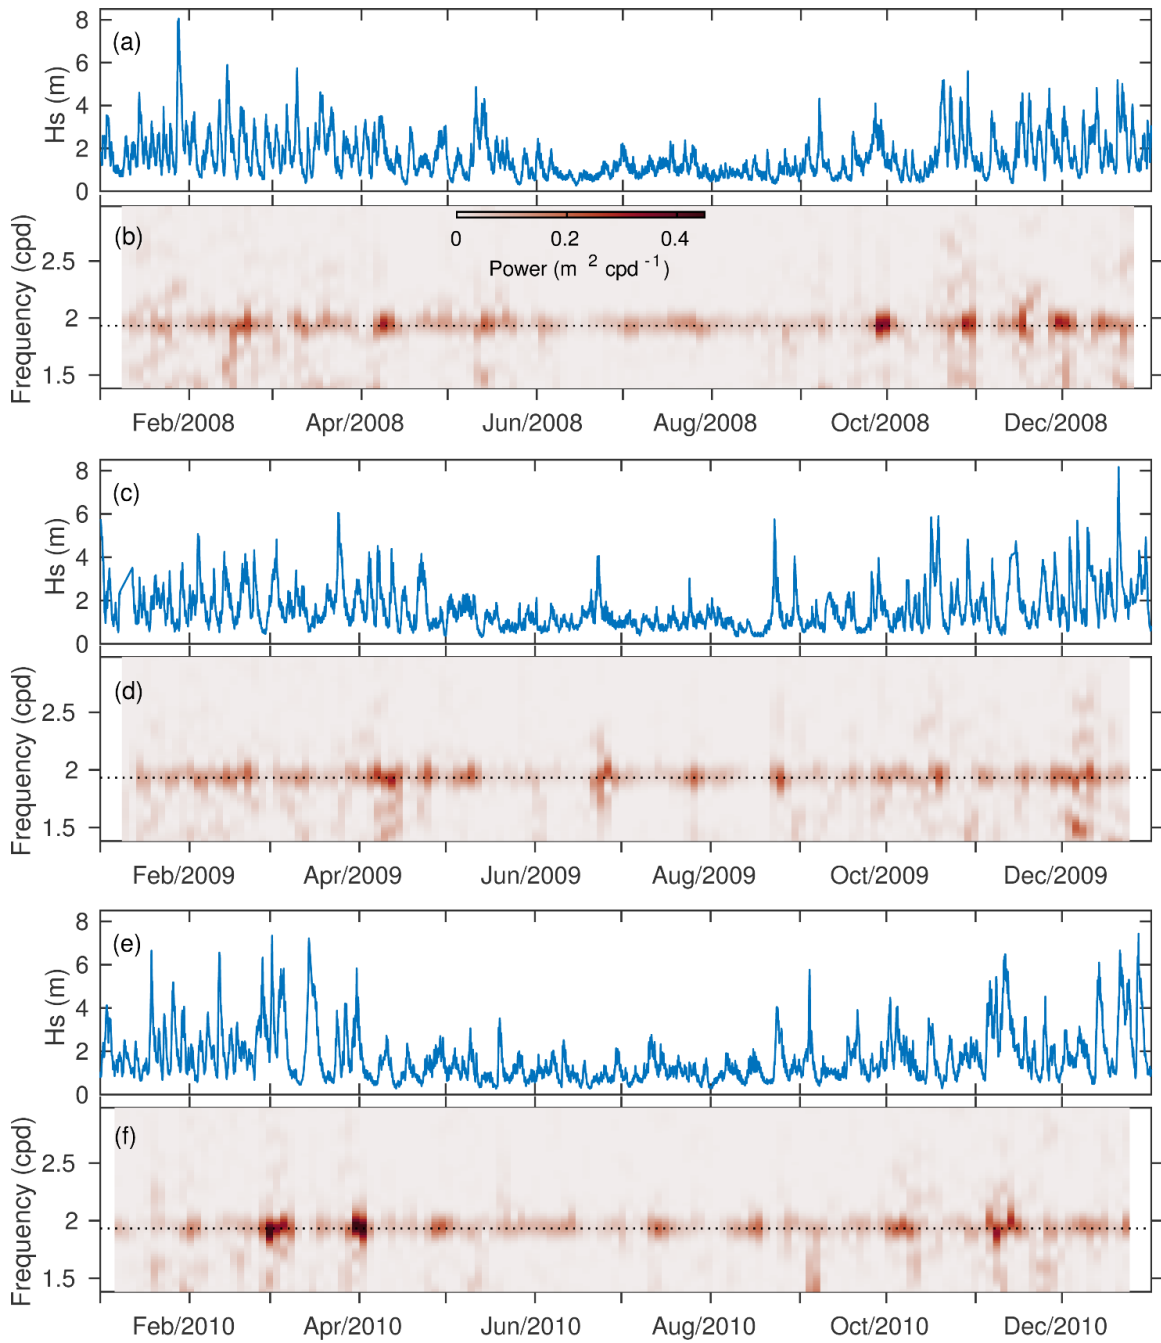 8
(a)
6
Hs (m)
4
2
0
(b)
2.5
Frequency (cpd)
2
1.5
0 0.2 0.4
Power (m 2 cpd -1)
Feb/2008 Apr/2008 Jun/2008 Aug/2008 Oct/2008 Dec/2008
8
(c)
6
Hs (m)
4
2
0
(d)
2.5
Frequency (cpd)
2
1.5
Feb/2009 Apr/2009 Jun/2009 Aug/2009 Oct/2009 Dec/2009
8
(e)
6
Hs (m)
4
2
0
(f)
2.5
Frequency (cpd)
2
1.5
Feb/2010 Apr/2010 Jun/2010 Aug/2010 Oct/2010 Dec/2010